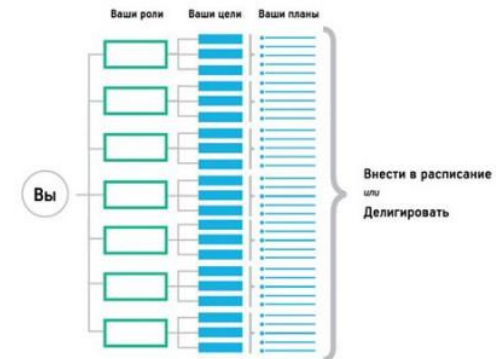 Ваши роли Ваши цели Ваши планы
Вы
Внести в расписание
или
Делигировать